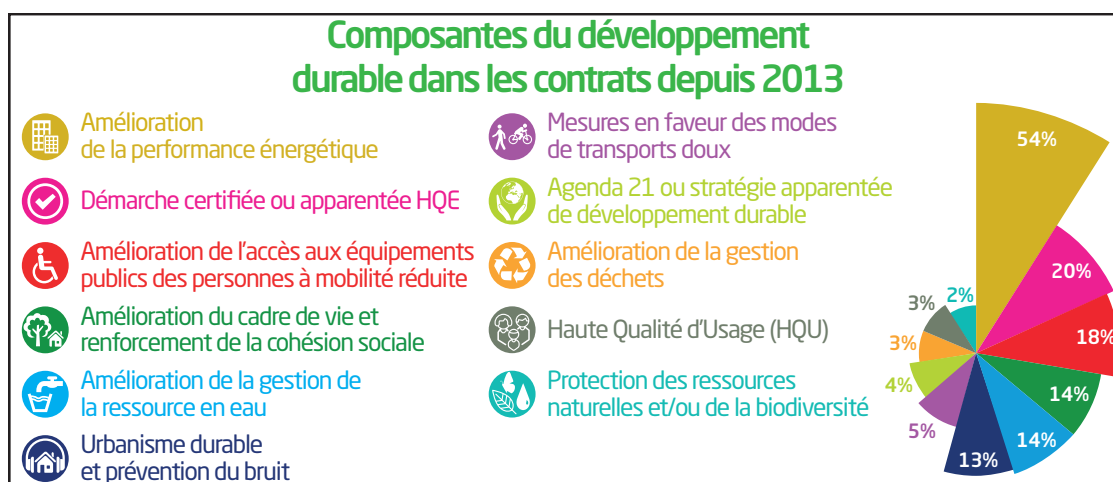 Composantes du développement
durable dans les contrats depuis 2013
Amélioration
de la performance énergétique
Démarche certifiée ou apparentée HQE
Amélioration de l'accès aux équipements
publics des personnes à mobilité réduite
Amélioration du cadre de vie et
renforcement de la cohésion sociale
Amélioration de la gestion de
la ressource en eau
Urbanisme durable
et prévention du bruit
Mesures en faveur des modes
de transports doux
Agenda 21 ou stratégie apparentée
de développement durable
Amélioration de la gestion
des déchets
Haute Qualité d'Usage (HQU)
Protection des ressources
naturelles et/ou de la biodiversité
54%
20%
18%
14%
14%
13%
5%
4%
3%
3%
2%